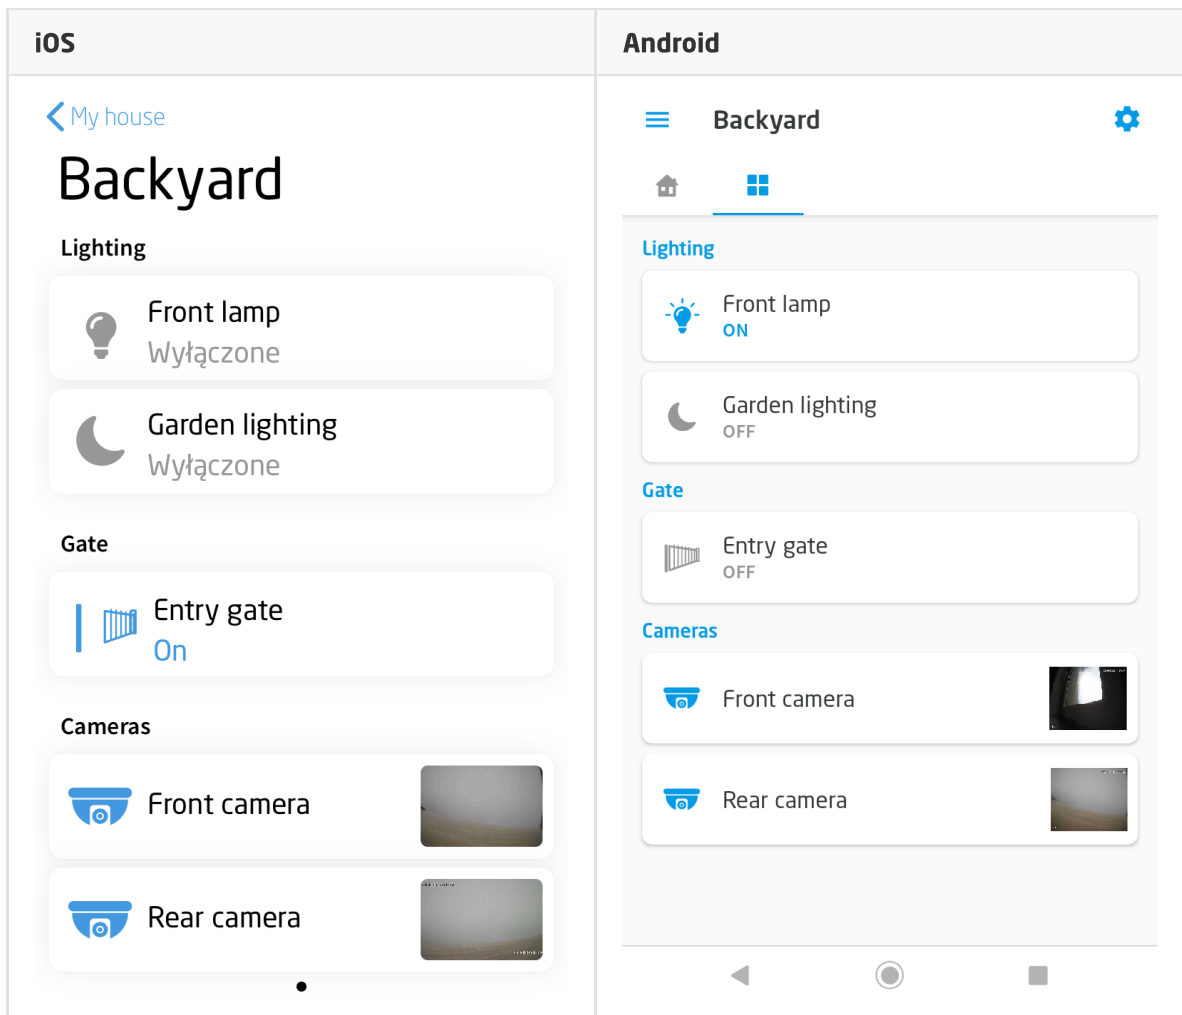 iOS
My house
Backyard
Lighting
Front lamp
Wyłączone
Garden lighting
Wyłączone
Gate
Entry gate
On
Cameras
Front camera
Rear camera
Android
Backyard
Lighting
Front lamp
ON
Garden lighting
OFF
Gate
Entry gate
OFF
Cameras
Front camera
Rear camera